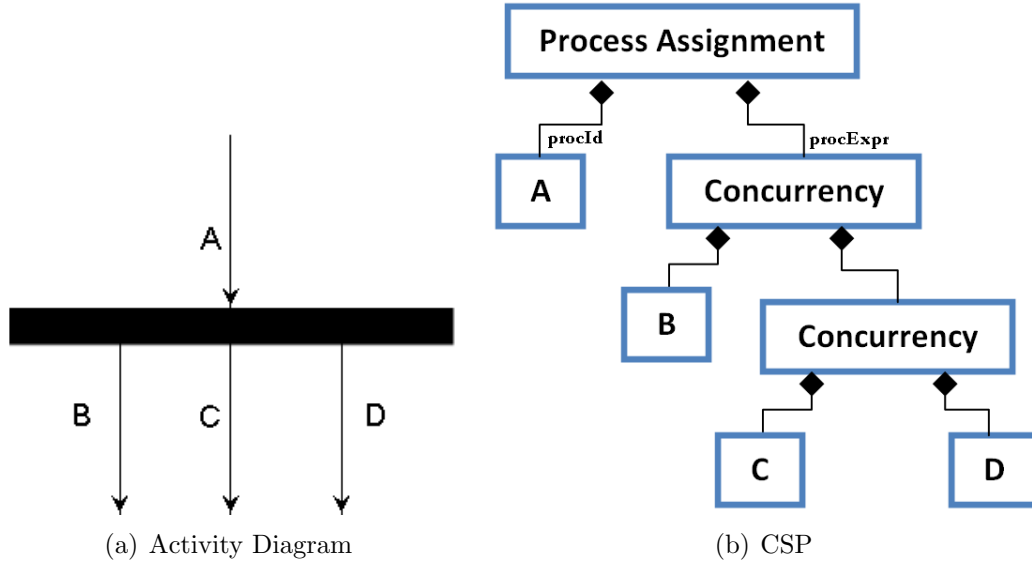 A
B
C
D
(a) Activity Diagram
Process Assignment
procId
procExpr
A
Concurrency
B
Concurrency
C
D
(b) CSP